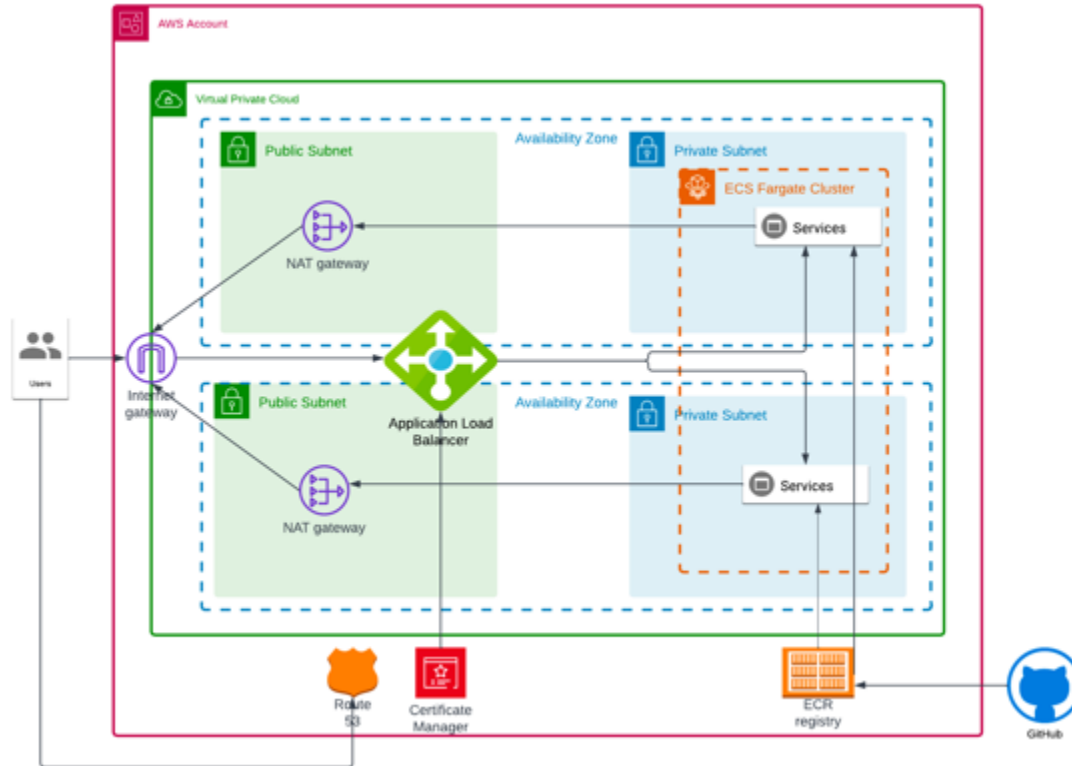 AWS Account
Virtual Private Cloud
Public Subnet
Availability Zone
Private Subnet
ECS Fargate Cluster
Services
NAT gateway
Users
Internet
gateway
Application Load
Balancer
Public Subnet
Availability Zone
Private Subnet
Services
NAT gateway
Route
53
Certificate
Manager
ECR
registry
GitHub